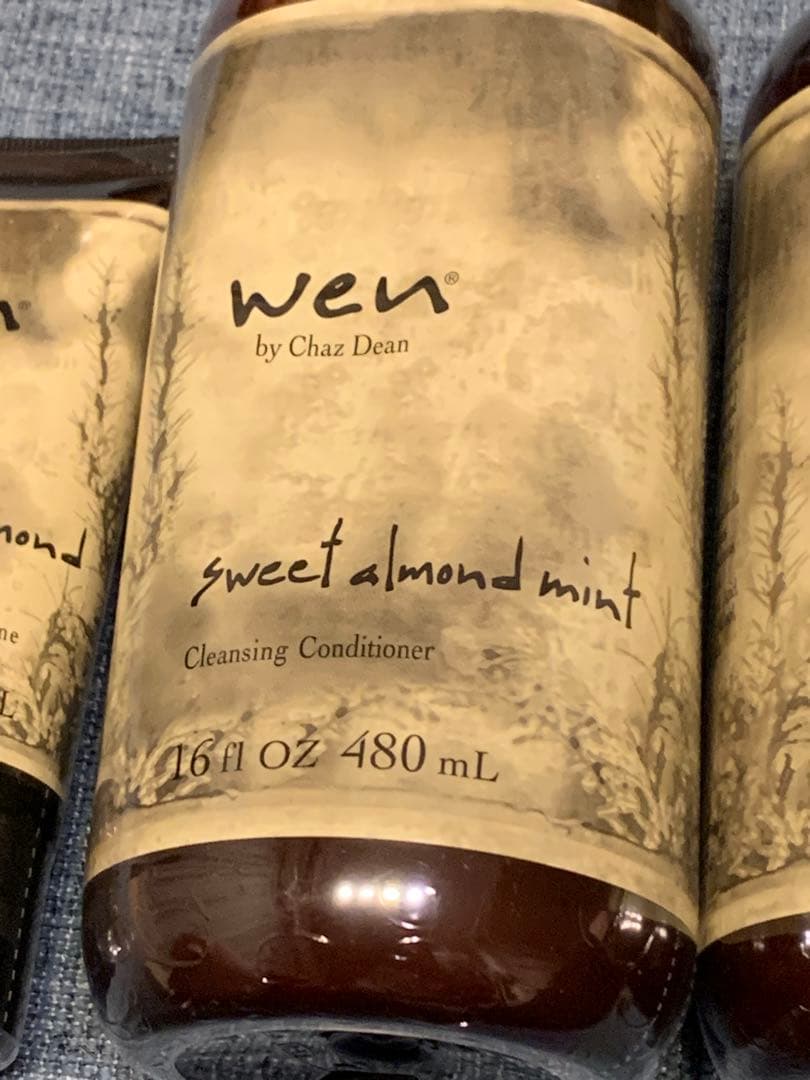 wen®
by Chaz Dean
sweet almond mint
Cleansing Conditioner
16 fl OZ 480 mL